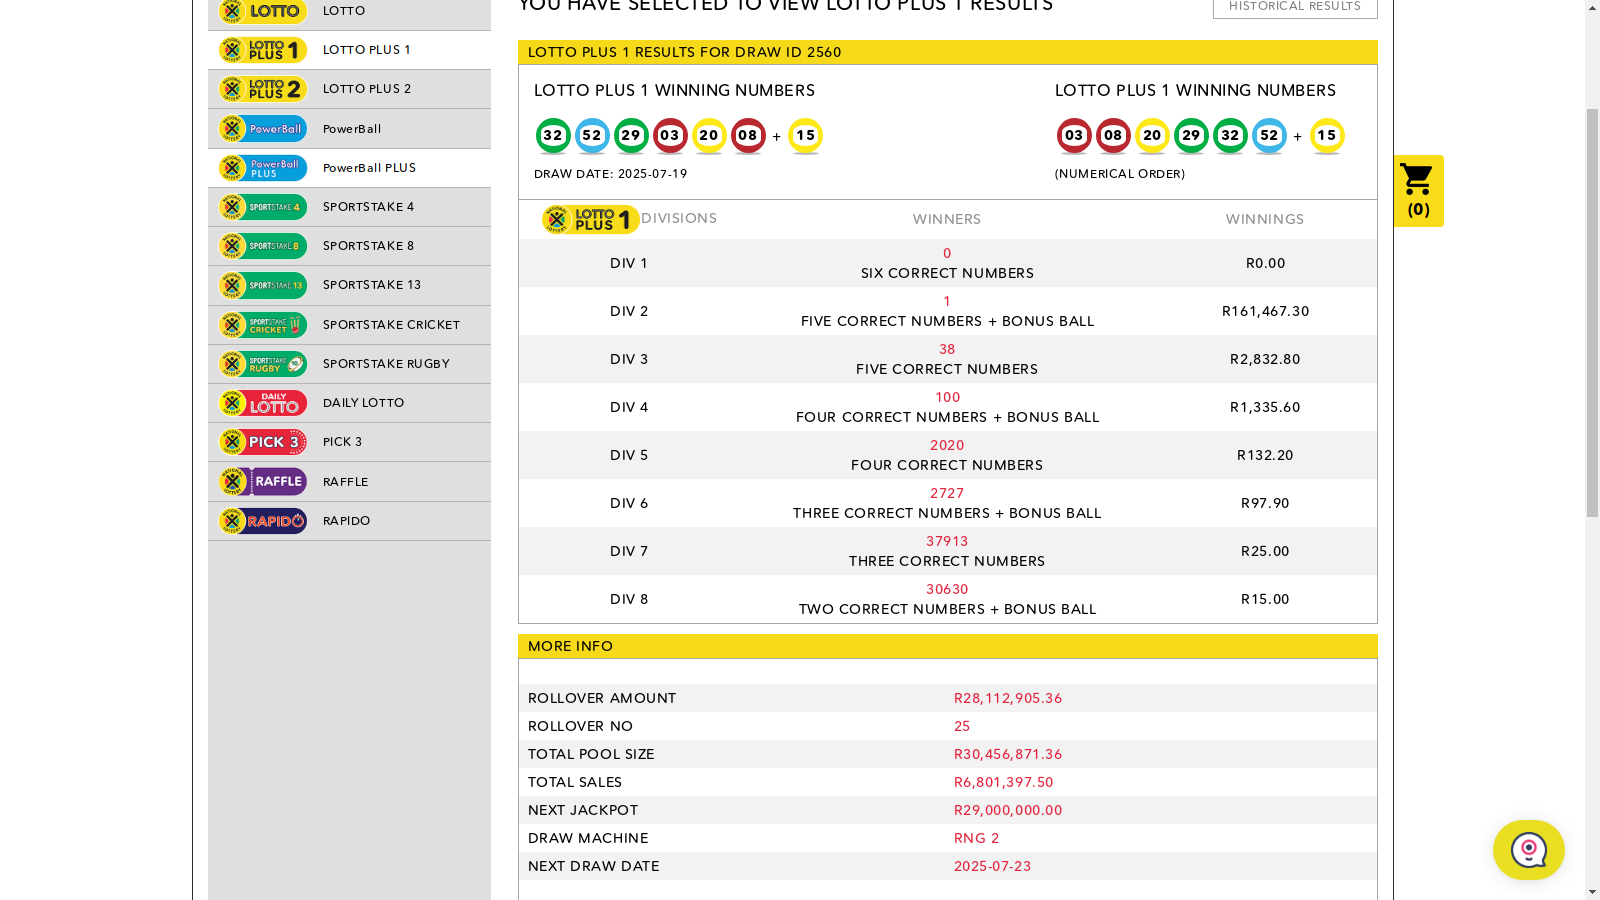 YOU HAVE SELECTED TO VIEW LOTTO PLUS 1 RESULTS
HISTORICAL RESULTS
LOTTO LOTTO
LOTTO PLUS 1 LOTTO PLUS 1
LOTTO PLUS 2 LOTTO PLUS 2
PowerBall PowerBall
PowerBall PLUS PowerBall PLUS
SPORTSTAKE 4 SPORTSTAKE 4
SPORTSTAKE 8 SPORTSTAKE 8
SPORTSTAKE 13 SPORTSTAKE 13
SPORTSTAKE CRICKET SPORTSTAKE CRICKET
SPORTSTAKE RUGBY SPORTSTAKE RUGBY
DAILY LOTTO DAILY LOTTO
PICK 3 PICK 3
RAFFLE RAFFLE
RAPIDO RAPIDO
LOTTO PLUS 1 RESULTS FOR DRAW ID 2560
LOTTO PLUS 1 WINNING NUMBERS
32 52 29 03 20 08 + 15
DRAW DATE: 2025-07-19
LOTTO PLUS 1 WINNING NUMBERS
03 08 20 29 32 52 + 15
(NUMERICAL ORDER)
LOTTO PLUS 1 DIVISIONS WINNERS WINNINGS
DIV 1 0 SIX CORRECT NUMBERS R0.00
DIV 2 1 FIVE CORRECT NUMBERS + BONUS BALL R161,467.30
DIV 3 38 FIVE CORRECT NUMBERS R2,832.80
DIV 4 100 FOUR CORRECT NUMBERS + BONUS BALL R1,335.60
DIV 5 2020 FOUR CORRECT NUMBERS R132.20
DIV 6 2727 THREE CORRECT NUMBERS + BONUS BALL R97.90
DIV 7 37913 THREE CORRECT NUMBERS R25.00
DIV 8 30630 TWO CORRECT NUMBERS + BONUS BALL R15.00
MORE INFO
ROLLOVER AMOUNT R28,112,905.36
ROLLOVER NO 25
TOTAL POOL SIZE R30,456,871.36
TOTAL SALES R6,801,397.50
NEXT JACKPOT R29,000,000.00
DRAW MACHINE RNG 2
NEXT DRAW DATE 2025-07-23
(0)